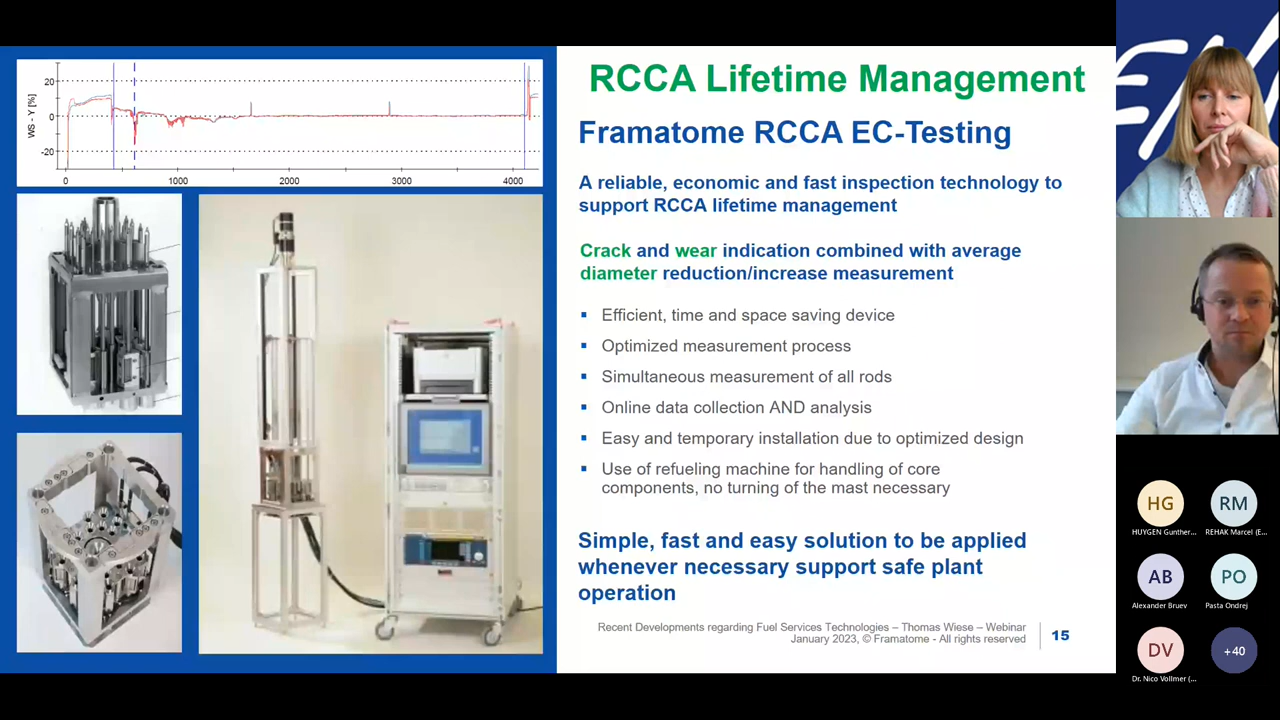 WS - Y [%]
20
0
-20
0
1000
2000
3000
4000
RCCA Lifetime Management
Framatome RCCA EC-Testing
A reliable, economic and fast inspection technology to
support RCCA lifetime management
Crack and wear indication combined with average
diameter reduction/increase measurement
▪ Efficient, time and space saving device
▪ Optimized measurement process
▪ Simultaneous measurement of all rods
▪ Online data collection AND analysis
▪ Easy and temporary installation due to optimized design
▪ Use of refueling machine for handling of core
components, no turning of the mast necessary
Simple, fast and easy solution to be applied
whenever necessary support safe plant
operation
Recent Developments regarding Fuel Services Technologies – Thomas Wiese – Webinar
January 2023, © Framatome - All rights reserved
15
HG
HUYGEN Gunther...
RM
REHAK Marcel (E...
AB
Alexander Bruev
PO
Pasta Ondrej
DV
Dr. Nico Vollmer (...
+40